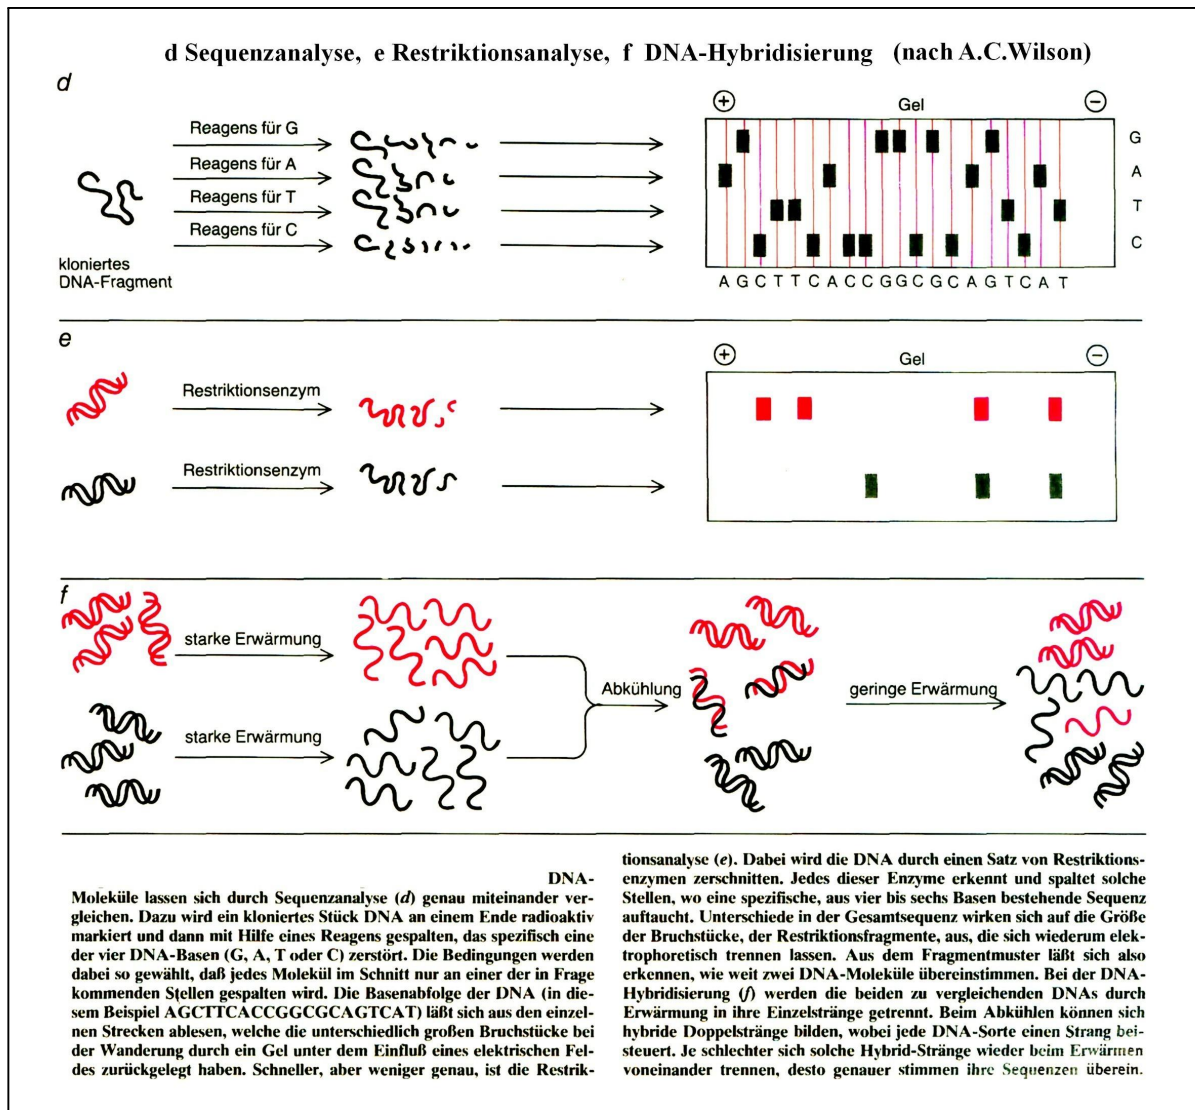 d Sequenzanalyse, e Restriktionsanalyse, f DNA-Hybridisierung (nach A.C.Wilson)
d
Reagens für G
Reagens für A
Reagens für T
Reagens für C
kloniertes
DNA-Fragment
+ Gel −
G
A
T
C
A G C T T C A C C G G C G C A G T C A T
e
Restriktionsenzym
Restriktionsenzym
+ Gel −
f
starke Erwärmung
starke Erwärmung
Abkühlung
geringe Erwärmung
DNA-
Moleküle lassen sich durch Sequenzanalyse (d) genau miteinander ver-
gleichen. Dazu wird ein kloniertes Stück DNA an einem Ende radioaktiv
markiert und dann mit Hilfe eines Reagens gespalten, das spezifisch eine
der vier DNA-Basen (G, A, T oder C) zerstört. Die Bedingungen werden
dabei so gewählt, daß jedes Molekül im Schnitt nur an einer der in Frage
kommenden Stellen gespalten wird. Die Basenabfolge der DNA (in die-
sem Beispiel AGCTTCACCGGCGCAGTCAT) läßt sich aus den einzel-
nen Strecken ablesen, welche die unterschiedlich großen Bruchstücke bei
der Wanderung durch ein Gel unter dem Einfluß eines elektrischen Fel-
des zurückgelegt haben. Schneller, aber weniger genau, ist die Restrik-
tionsanalyse (e). Dabei wird die DNA durch einen Satz von Restriktions-
enzymen zerschnitten. Jedes dieser Enzyme erkennt und spaltet solche
Stellen, wo eine spezifische, aus vier bis sechs Basen bestehende Sequenz
auftaucht. Unterschiede in der Gesamtsequenz wirken sich auf die Größe
der Bruchstücke, der Restriktionsfragmente, aus, die sich wiederum elek-
trophoretisch trennen lassen. Aus dem Fragmentmuster läßt sich also
erkennen, wie weit zwei DNA-Moleküle übereinstimmen. Bei der DNA-
Hybridisierung (f) werden die beiden zu vergleichenden DNAs durch
Erwärmung in ihre Einzelstränge getrennt. Beim Abkühlen können sich
hybride Doppelstränge bilden, wobei jede DNA-Sorte einen Strang bei-
steuert. Je schlechter sich solche Hybrid-Stränge wieder beim Erwärmen
voneinander trennen, desto genauer stimmen ihre Sequenzen überein.